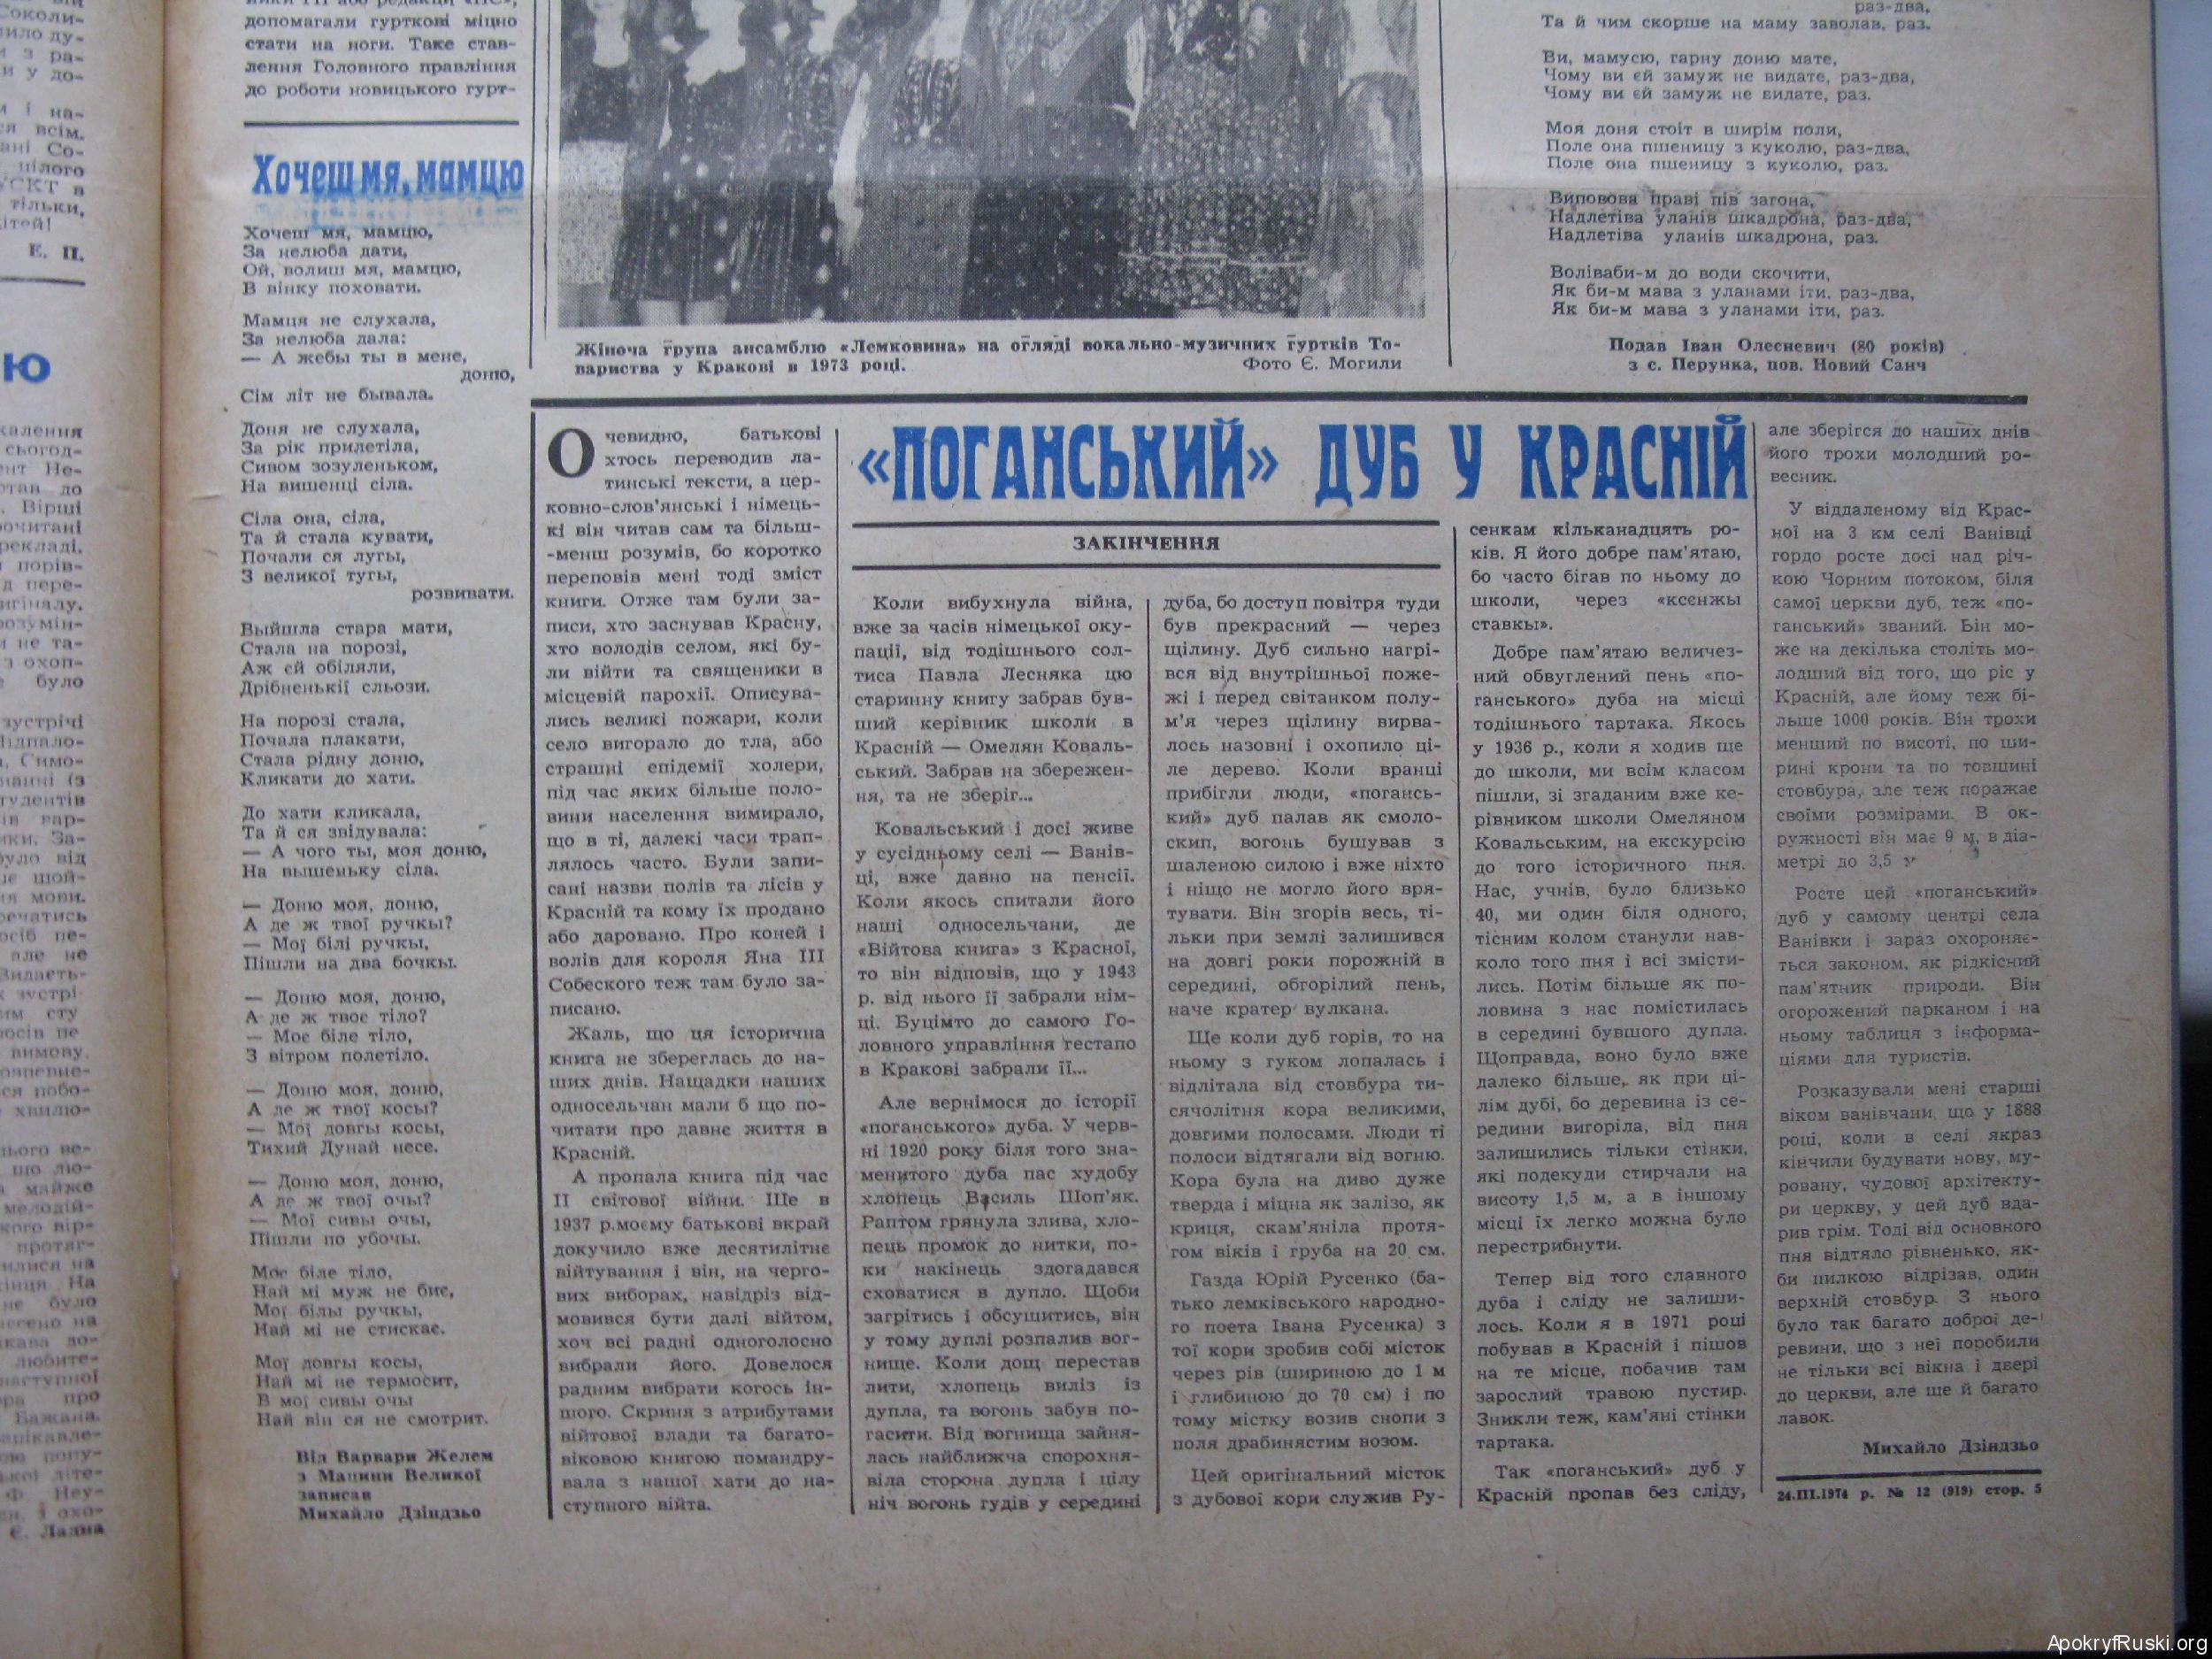 допомагали гурткові міцно
стати на ноги. Таке став-
лення Головного правління
до роботи новицького гурт-
Хочеш мя, мамцю
Хочеш мя, мамцю,
За нелюба дати,
Ой, волиш мя, мамцю,
В вінку поховати.
Мамця не слухала,
За нелюба дала:
— А жебы ты в мене,
доню,
Сім літ не бывала.
Доня не слухала,
За рік прилетіла,
Сивом зозуленьком,
На вишенці сіла.
Сіла она, сіла,
Та й стала кувати,
Почали ся лугы,
З великої тугы,
розвивати.
Выйшла стара мати,
Стала на порозі,
Аж єй обіляли,
Дрібненькії сльози.
На порозі стала,
Почала плакати,
Стала рідну доню,
Кликати до хати.
До хати кликала,
Та й ся звідувала:
— А чого ты, моя доню,
На вышеньку сіла.
— Доню моя, доню,
А де ж твої ручкы?
— Мої білі ручкы,
Пішли на два бочкы.
— Доню моя, доню,
А де ж твоє тіло?
— Моє біле тіло,
З вітром полетіло.
— Доню моя, доню,
А де ж твої косы?
— Мої довгы косы,
Тихий Дунай несе.
— Доню моя, доню,
А де ж твої очы?
— Мої сивы очы,
Пішли по убочы.
Моє біле тіло,
Най мі муж не биє,
Мої білы ручкы,
Най мі не стискає.
Мої довгы косы,
Най мі не термосит,
В мої сивы очы
Най він ся не смотрит.
Від Варвари Желем
з Мацини Великої
записав
Михайло Дзіндзьо
Жіноча група ансамблю «Лемковина» на огляді вокально-музичних гуртків То-
вариства у Кракові в 1973 році.
Фото Є. Могили
раз-два,
Та й чим скорше на маму заволав, раз.
Ви, мамусю, гарну доню мате,
Чому ви єй замуж не видате, раз-два,
Чому ви єй замуж не видате, раз.
Моя доня стоіт в ширім поли,
Поле она пшеницу з куколю, раз-два,
Поле она пшеницу з куколю, раз.
Виповова праві пів загона,
Надлетіва уланів шкадрона, раз-два,
Надлетіва уланів шкадрона, раз.
Воліваби-м до води скочити,
Як би-м мава з уланами іти, раз-два,
Як би-м мава з уланами іти, раз.
Подав Іван Олесневич (80 років)
з с. Перунка, пов. Новий Санч
«ПОГАНСЬКИЙ» ДУБ У КРАСНІЙ
ЗАКІНЧЕННЯ
Очевидно, батькові
хтось переводив ла-
тинські тексти, а цер-
ковно-слов'янські і німець-
кі він читав сам та більш-
-менш розумів, бо коротко
переповів мені тоді зміст
книги. Отже там були за-
писи, хто заснував Красну,
хто володів селом, які бу-
ли війти та священики в
місцевій парохії. Описува-
лись великі пожари, коли
село вигорало до тла, або
страшні епідемії холери,
під час яких більше поло-
вини населення вимирало,
що в ті, далекі часи трап-
лялось часто. Були запи-
сані назви полів та лісів у
Красній та кому їх продано
або даровано. Про коней і
волів для короля Яна III
Собеского теж там було за-
писано.
Жаль, що ця історична
книга не збереглась до на-
ших днів. Нащадки наших
односельчан мали б що по-
читати про давнє життя в
Красній.
А пропала книга під час
II світової війни. Ще в
1937 р.моєму батькові вкрай
докучило вже десятилітнє
війтування і він, на черго-
вих виборах, навідріз від-
мовився бути далі війтом,
хоч всі радні одноголосно
вибрали його. Довелося
радним вибрати когось ін-
шого. Скриня з атрибутами
війтової влади та багато-
віковою книгою помандру-
вала з нашої хати до на-
ступного війта.
Коли вибухнула війна,
вже за часів німецької оку-
пації, від тодішнього сол-
тиса Павла Лесняка цю
старинну книгу забрав був-
ший керівник школи в
Красній — Омелян Коваль-
ський. Забрав на збережен-
ня, та не зберіг...
Ковальський і досі живе
у сусідньому селі — Ванів-
ці, вже давно на пенсії.
Коли якось спитали його
наші односельчани, де
«Війтова книга» з Красної,
то він відповів, що у 1943
р. від нього її забрали нім-
ці. Буцімто до самого Го-
ловного управління гестапо
в Кракові забрали її...
Але вернімося до історії
«поганського» дуба. У черв-
ні 1920 року біля того зна-
менитого дуба пас худобу
хлопець Василь Шоп'як.
Раптом грянула злива, хло-
пець промок до нитки, по-
ки накінець здогадався
сховатися в дупло. Щоби
загрітись і обсушитись, він
у тому дуплі розпалив вог-
нище. Коли дощ перестав
лити, хлопець виліз із
дупла, та вогонь забув по-
гасити. Від вогнища зайня-
лась найближча спорохня-
віла сторона дупла і цілу
ніч вогонь гудів у середині
дуба, бо доступ повітря туди
був прекрасний — через
щілину. Дуб сильно нагрі-
вся від внутрішньої поже-
жі і перед світанком полу-
м'я через щілину вирва-
лось назовні і охопило ці-
ле дерево. Коли вранці
прибігли люди, «погансь-
кий» дуб палав як смоло-
скип, вогонь бушував з
шаленою силою і вже ніхто
і ніщо не могло його вря-
тувати. Він згорів весь, ті-
льки при землі залишився
на довгі роки порожній в
середині, обгорілий пень,
наче кратер вулкана.
Ще коли дуб горів, то на
ньому з гуком лопалась і
відлітала від стовбура ти-
сячолітня кора великими,
довгими полосами. Люди ті
полоси відтягали від вогню.
Кора була на диво дуже
тверда і міцна як залізо, як
криця, скам'яніла протя-
гом віків і груба на 20 см.
Газда Юрій Русенко (ба-
тько лемківського народно-
го поета Івана Русенка) з
тої кори зробив собі місток
через рів (шириною до 1 м
і глибиною до 70 см) і по
тому містку возив снопи з
поля драбинястим возом.
Цей оригінальний місток
з дубової кори служив Ру-
сенкам кільканадцять ро-
ків. Я його добре пам'ятаю,
бо часто бігав по ньому до
школи, через «ксєнжы
ставкы».
Добре пам'ятаю величез-
ний обвуглений пень «по-
ганського» дуба на місці
тодішнього тартака. Якось
у 1936 р., коли я ходив ще
до школи, ми всім класом
пішли, зі згаданим вже ке-
рівником школи Омеляном
Ковальським, на екскурсію
до того історичного пня.
Нас, учнів, було близько
40, ми один біля одного,
тісним колом станули нав-
коло того пня і всі змісти-
лись. Потім більше як по-
ловина з нас помістилась
в середині бувшого дупла.
Щоправда, воно було вже
далеко більше, як при ці-
лім дубі, бо деревина із се-
редини вигоріла, від пня
залишились тільки стінки,
які подекуди стирчали на
висоту 1,5 м, а в іншому
місці їх легко можна було
перестрибнути.
Тепер від того славного
дуба і сліду не залиши-
лось. Коли я в 1971 році
побував в Красній і пішов
на те місце, побачив там
зарослий травою пустир.
Зникли теж, кам'яні стінки
тартака.
Так «поганський» дуб у
Красній пропав без сліду,
але зберігся до наших днів
його трохи молодший ро-
весник.
У віддаленому від Крас-
ної на 3 км селі Ванівці
гордо росте досі над річ-
кою Чорним потоком, біля
самої церкви дуб, теж «по-
ганський» званий. Він мо-
же на декілька століть мо-
лодший від того, що ріс у
Красній, але йому теж бі-
льше 1000 років. Він трохи
менший по висоті, по ши-
рині крони та по товщині
стовбура, але теж поражає
своїми розмірами. В ок-
ружності він має 9 м, в діа-
метрі до 3,5
Росте цей «поганський»
дуб у самому центрі села
Ванівки і зараз охороняє-
ться законом, як рідкісний
пам'ятник природи. Він
огорожений парканом і на
ньому таблиця з інформа-
ціями для туристів.
Розказували мені старші
віком ванівчани, що у 1888
році, коли в селі якраз
кінчили будувати нову, му-
ровану, чудової архітекту-
ри церкву, у цей дуб вда-
рив грім. Тоді від основного
пня відтяло рівненько, як-
би пилкою відрізав, один
верхній стовбур. З нього
було так багато доброї де-
ревини, що з неї поробили
не тільки всі вікна і двері
до церкви, але ще й багато
лавок.
Михайло Дзіндзьо
24.III.1974 р. № 12 (919) стор. 5
ApokryfRuski.org